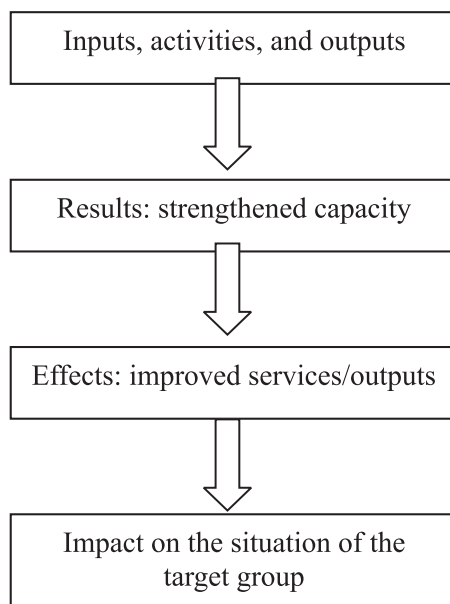 Inputs, activities, and outputs
Results: strengthened capacity
Effects: improved services/outputs
Impact on the situation of the
target group